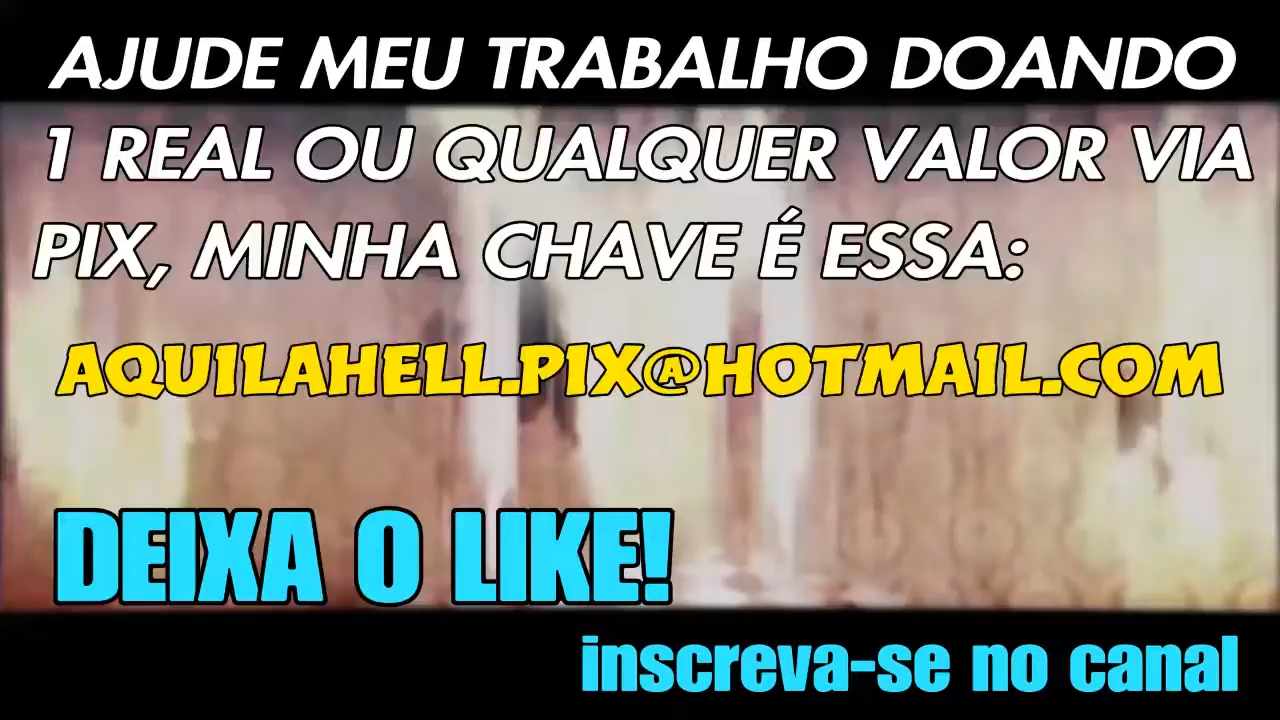 AJUDE MEU TRABALHO DOANDO
1 REAL OU QUALQUER VALOR VIA
PIX, MINHA CHAVE É ESSA:
AQUILAHELL.PIX@HOTMAIL.COM
DEIXA O LIKE!
inscreva-se no canal